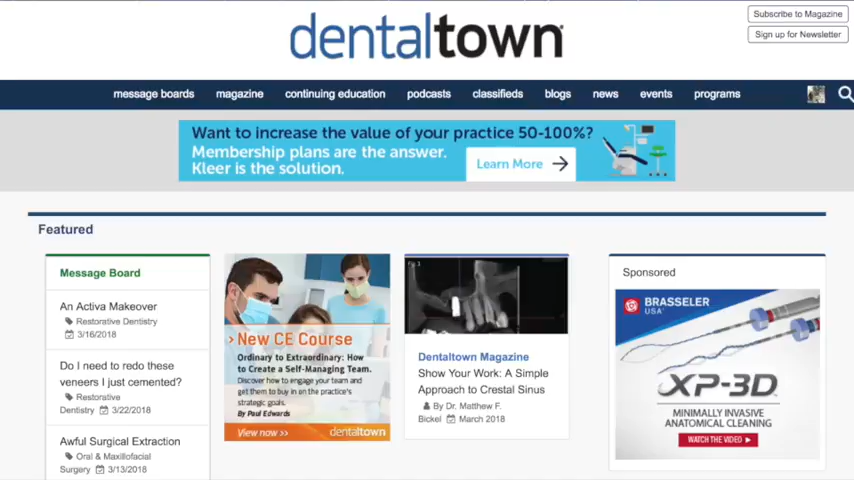 Subscribe to Magazine
Sign up for Newsletter
dentaltown
message boards magazine continuing education podcasts classifieds blogs news events programs
Want to increase the value of your practice 50-100%?
Membership plans are the answer.
Kleer is the solution.
Learn More
Featured
Message Board
An Activa Makeover
Restorative Dentistry
3/16/2018
Do I need to redo these
veneers I just cemented?
Restorative
Dentistry 3/22/2018
Awful Surgical Extraction
Oral & Maxillofacial
Surgery 3/13/2018
New CE Course
Ordinary to Extraordinary: How
to Create a Self-Managing Team.
Discover how to engage your team and
get them to buy in on the practice's
strategic goals.
By Paul Edwards
View now >> dentaltown
Fig. 1
Dentaltown Magazine
Show Your Work: A Simple
Approach to Crestal Sinus
By Dr. Matthew F.
Bickel March 2018
Sponsored
BRASSELER
USA
XP-3D
MINIMALLY INVASIVE
ANATOMICAL CLEANING
WATCH THE VIDEO